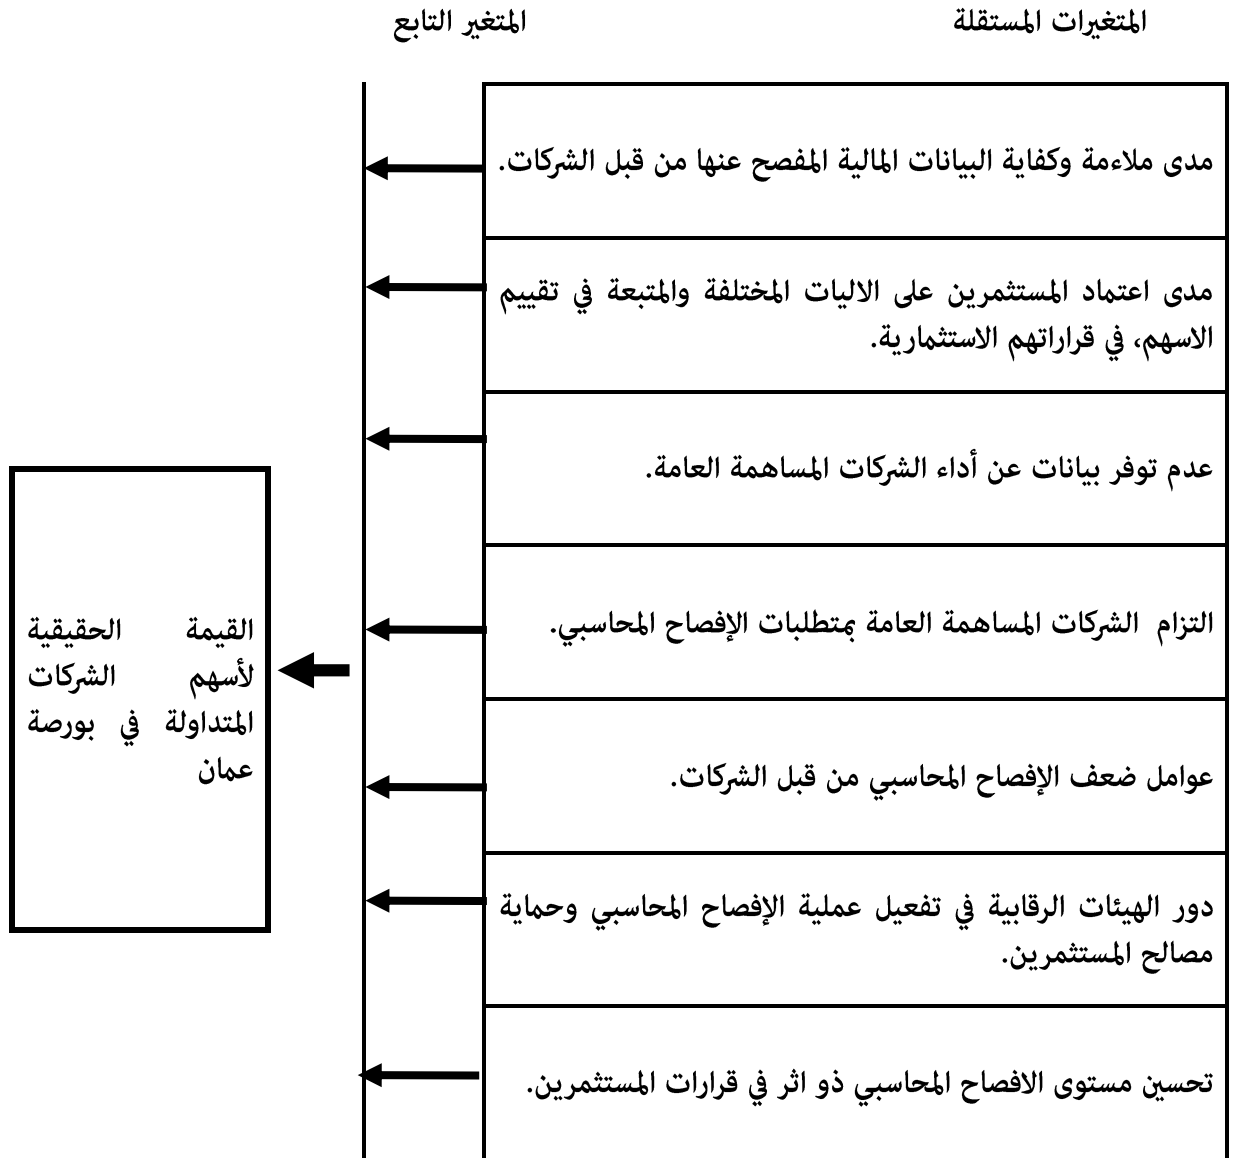 المتغيرات المستقلة
المتغير التابع
مدى ملاءمة وكفاية البيانات المالية المفصح عنها من قبل الشركات.
مدى اعتماد المستثمرين على الاليات المختلفة والمتبعة في تقييم
الاسهم، في قراراتهم الاستثمارية.
عدم توفر بيانات عن أداء الشركات المساهمة العامة.
التزام الشركات المساهمة العامة بمتطلبات الإفصاح المحاسبي.
عوامل ضعف الإفصاح المحاسبي من قبل الشركات.
دور الهيئات الرقابية في تفعيل عملية الإفصاح المحاسبي وحماية
مصالح المستثمرين.
تحسين مستوى الافصاح المحاسبي ذو اثر في قرارات المستثمرين.
القيمة الحقيقية
لأسهم الشركات
المتداولة في بورصة
عمان